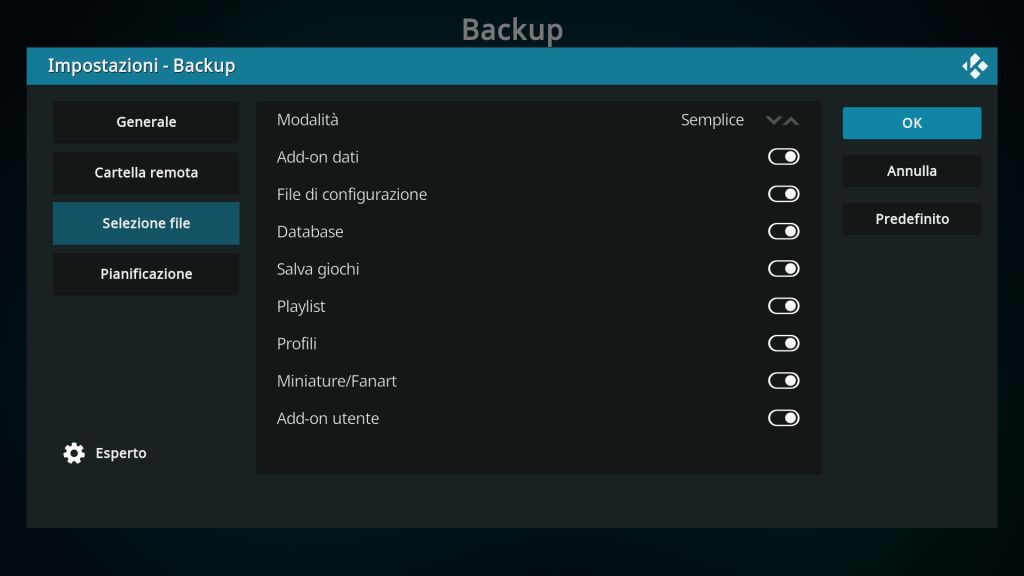 Backup
Impostazioni - Backup
Generale
Cartella remota
Selezione file
Pianificazione
Esperto
Modalità Semplice
Add-on dati
File di configurazione
Database
Salva giochi
Playlist
Profili
Miniature/Fanart
Add-on utente
OK
Annulla
Predefinito